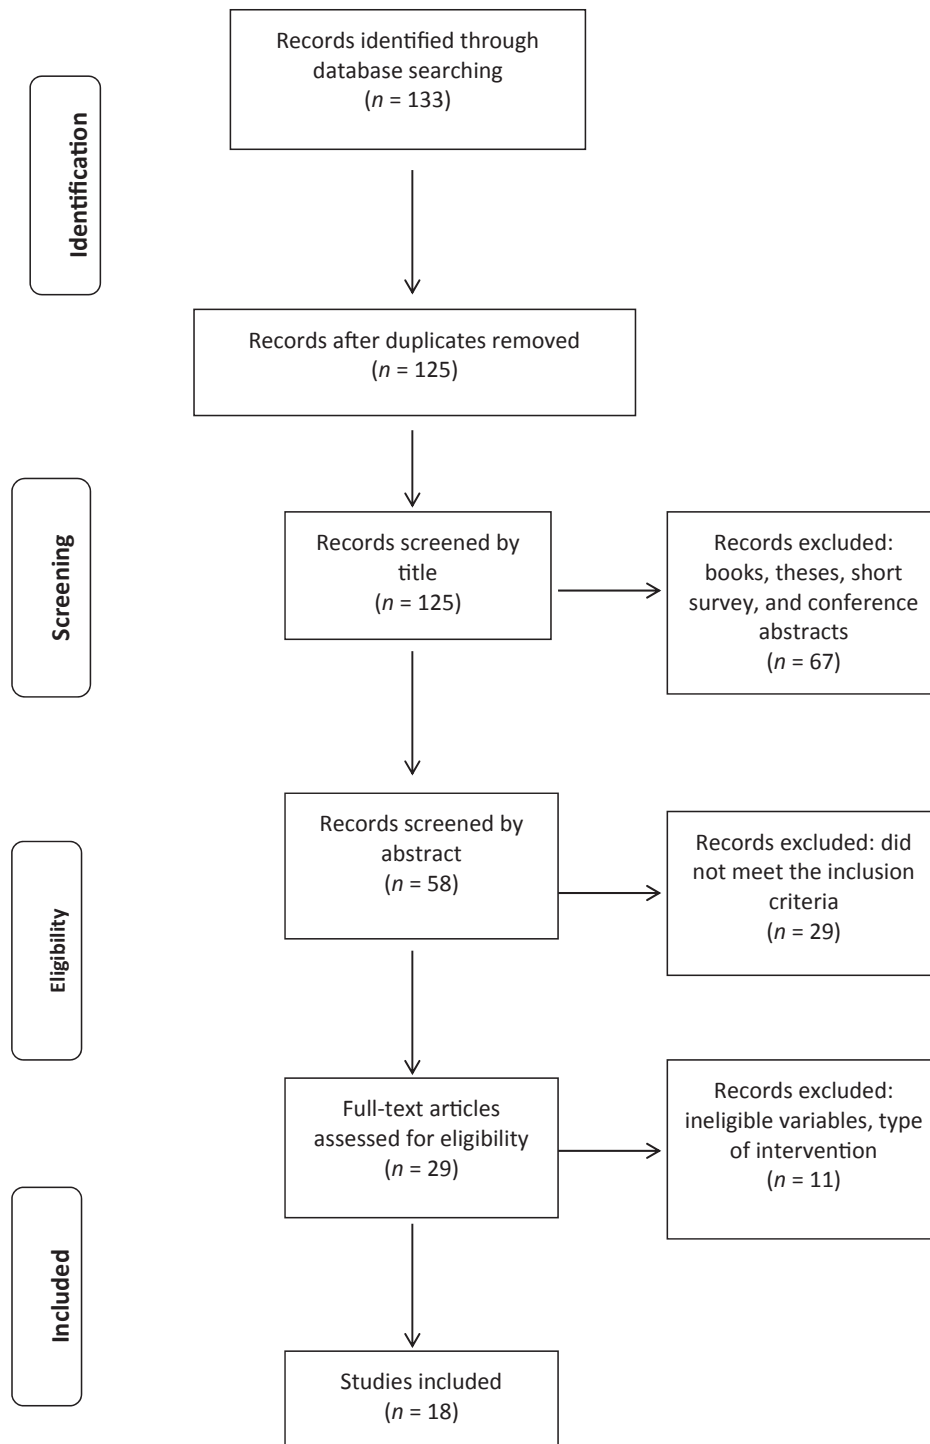 Records identified through
database searching
(n = 133)
Identification
Records after duplicates removed
(n = 125)
Screening
Records screened by
title
(n = 125)
Records excluded:
books, theses, short
survey, and conference
abstracts
(n = 67)
Eligibility
Records screened by
abstract
(n = 58)
Records excluded: did
not meet the inclusion
criteria
(n = 29)
Full-text articles
assessed for eligibility
(n = 29)
Records excluded:
ineligible variables, type
of intervention
(n = 11)
Included
Studies included
(n = 18)